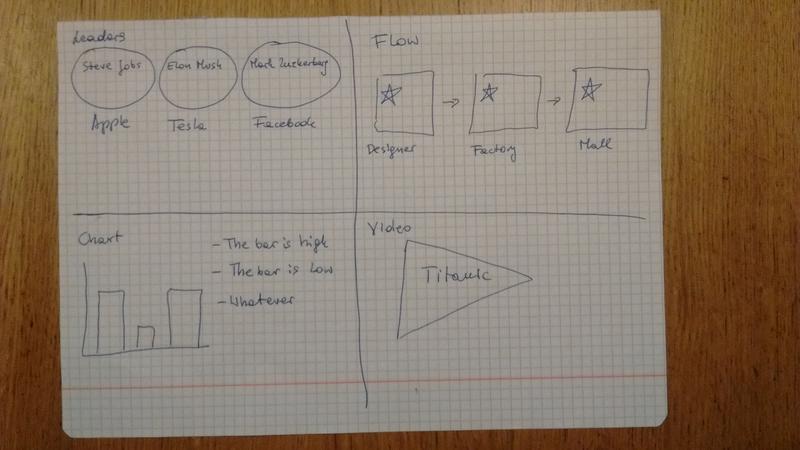 Leaders
Steve Jobs
Elon Musk
Mark Zuckerberg
Apple
Tesla
Facebook
Flow
Designer
Factory
Mall
Chart
- The bar is high
- The bar is low
- Whatever
Video
Titanic